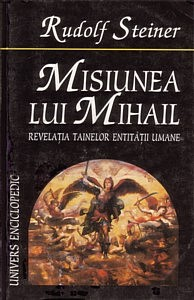 Rudolf Steiner
MISIUNEA
LUI MIHAIL
REVELAȚIA TAINELOR ENTITĂȚII UMANE
UNIVERS ENCICLOPEDIC